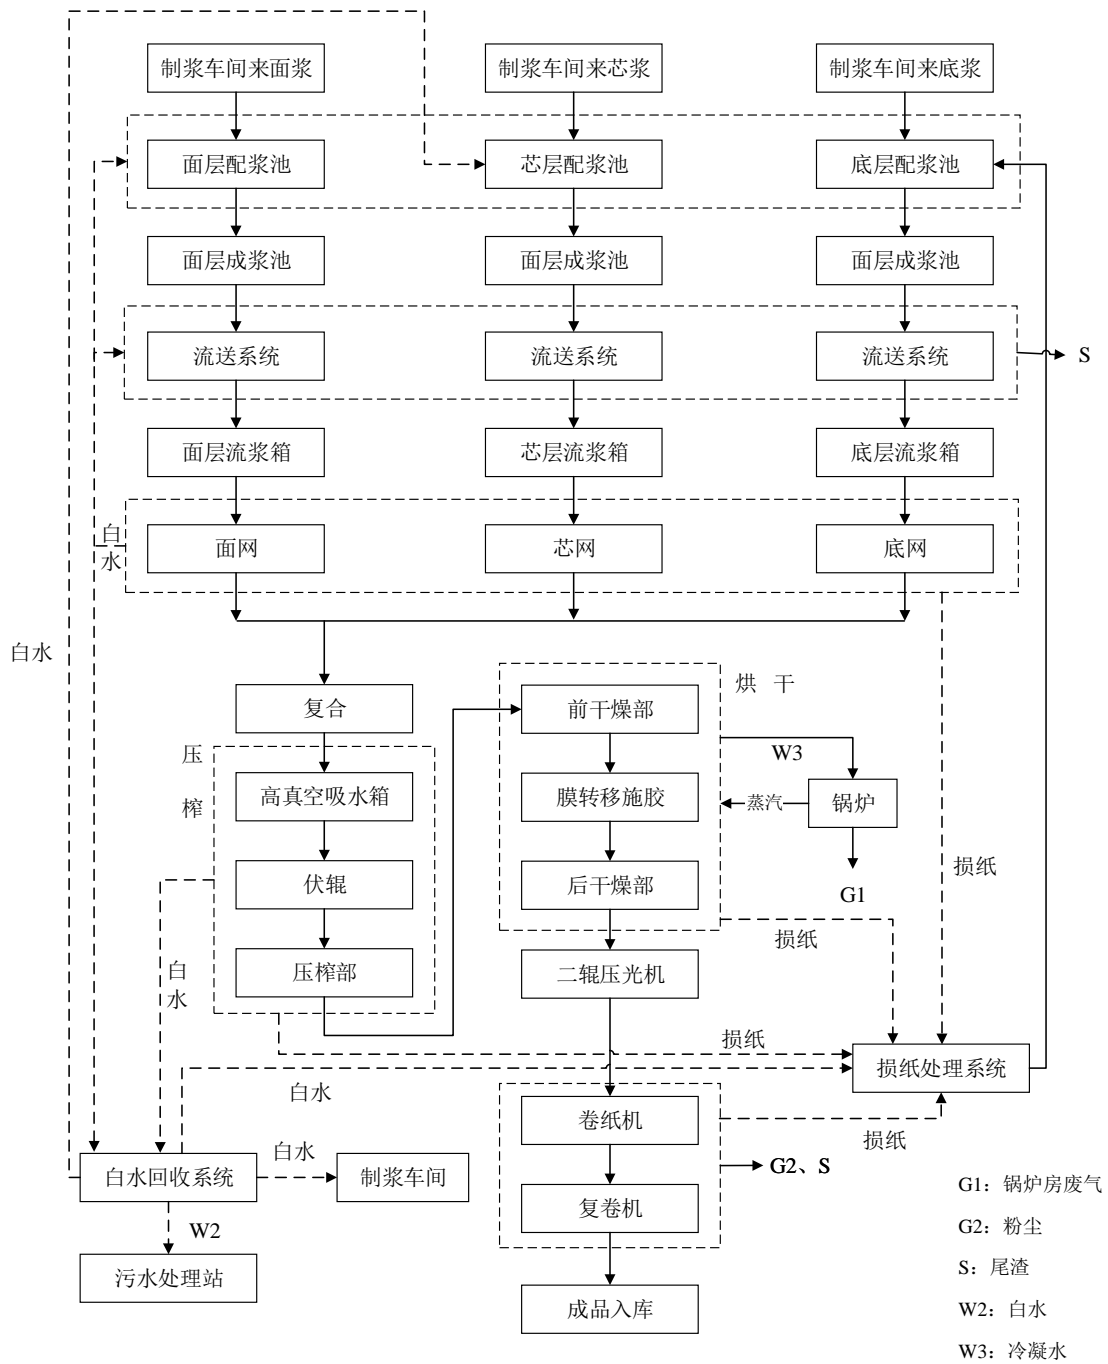 制浆车间来面浆
制浆车间来芯浆
制浆车间来底浆
面层配浆池
芯层配浆池
底层配浆池
面层成浆池
面层成浆池
面层成浆池
流送系统
流送系统
流送系统
S
面层流浆箱
芯层流浆箱
底层流浆箱
白水
面网
芯网
底网
白水
复合
压榨
高真空吸水箱
伏辊
压榨部
烘 干
前干燥部
膜转移施胶
后干燥部
W3
蒸汽
锅炉
G1
损纸
损纸
二辊压光机
白水
损纸
损纸处理系统
白水
卷纸机
损纸
G2、S
复卷机
成品入库
白水回收系统
白水
制浆车间
W2
污水处理站
G1：锅炉房废气
G2：粉尘
S：尾渣
W2：白水
W3：冷凝水